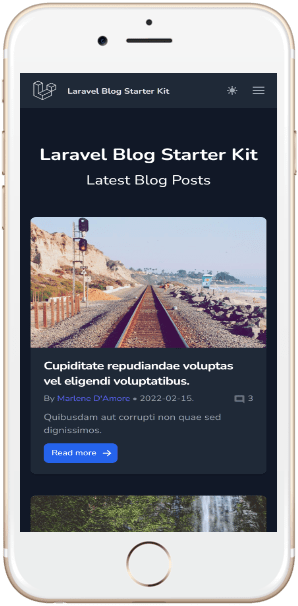 Laravel Blog Starter Kit
Laravel Blog Starter Kit
Latest Blog Posts
Cupiditate repudiandae voluptas
vel eligendi voluptatibus.
By Marlene D'Amore • 2022-02-15. 3
Quibusdam aut corrupti non quae sed
dignissimos.
Read more →